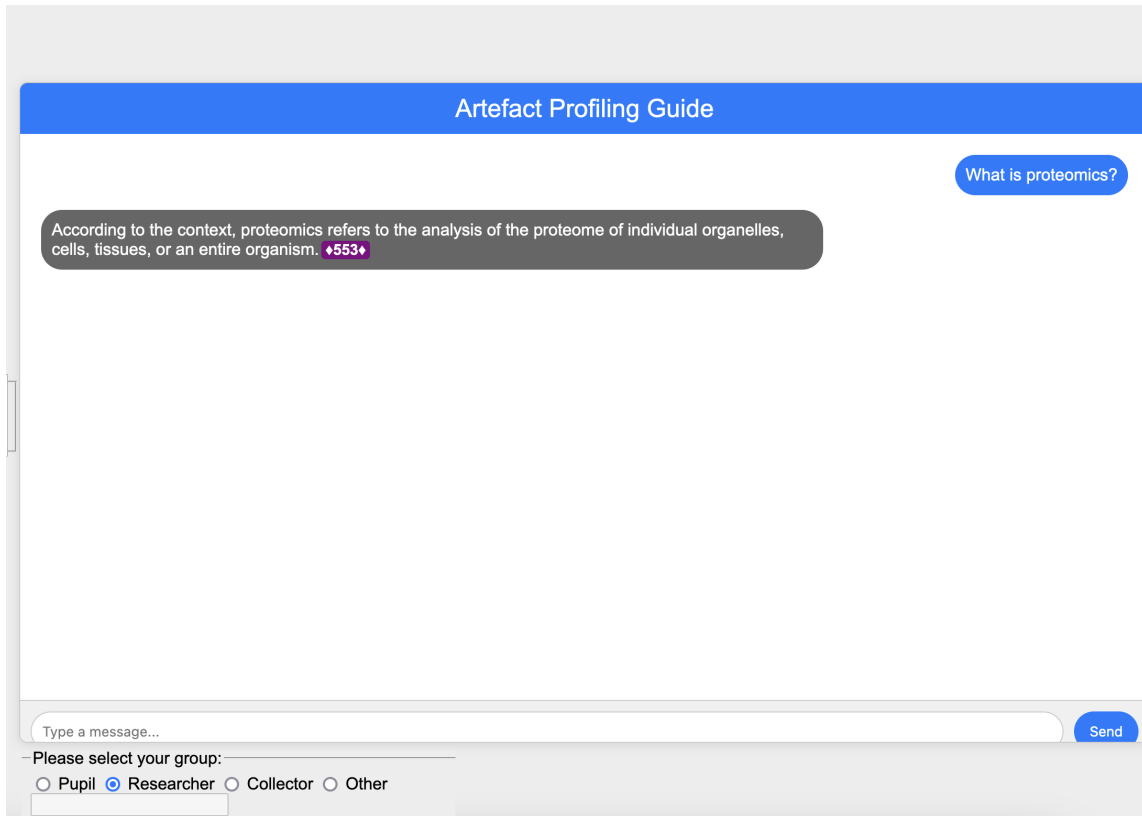 Artefact Profiling Guide
What is proteomics?
According to the context, proteomics refers to the analysis of the proteome of individual organelles,
cells, tissues, or an entire organism. ♦553♦
Type a message...
Send
Please select your group:
Pupil Researcher Collector Other